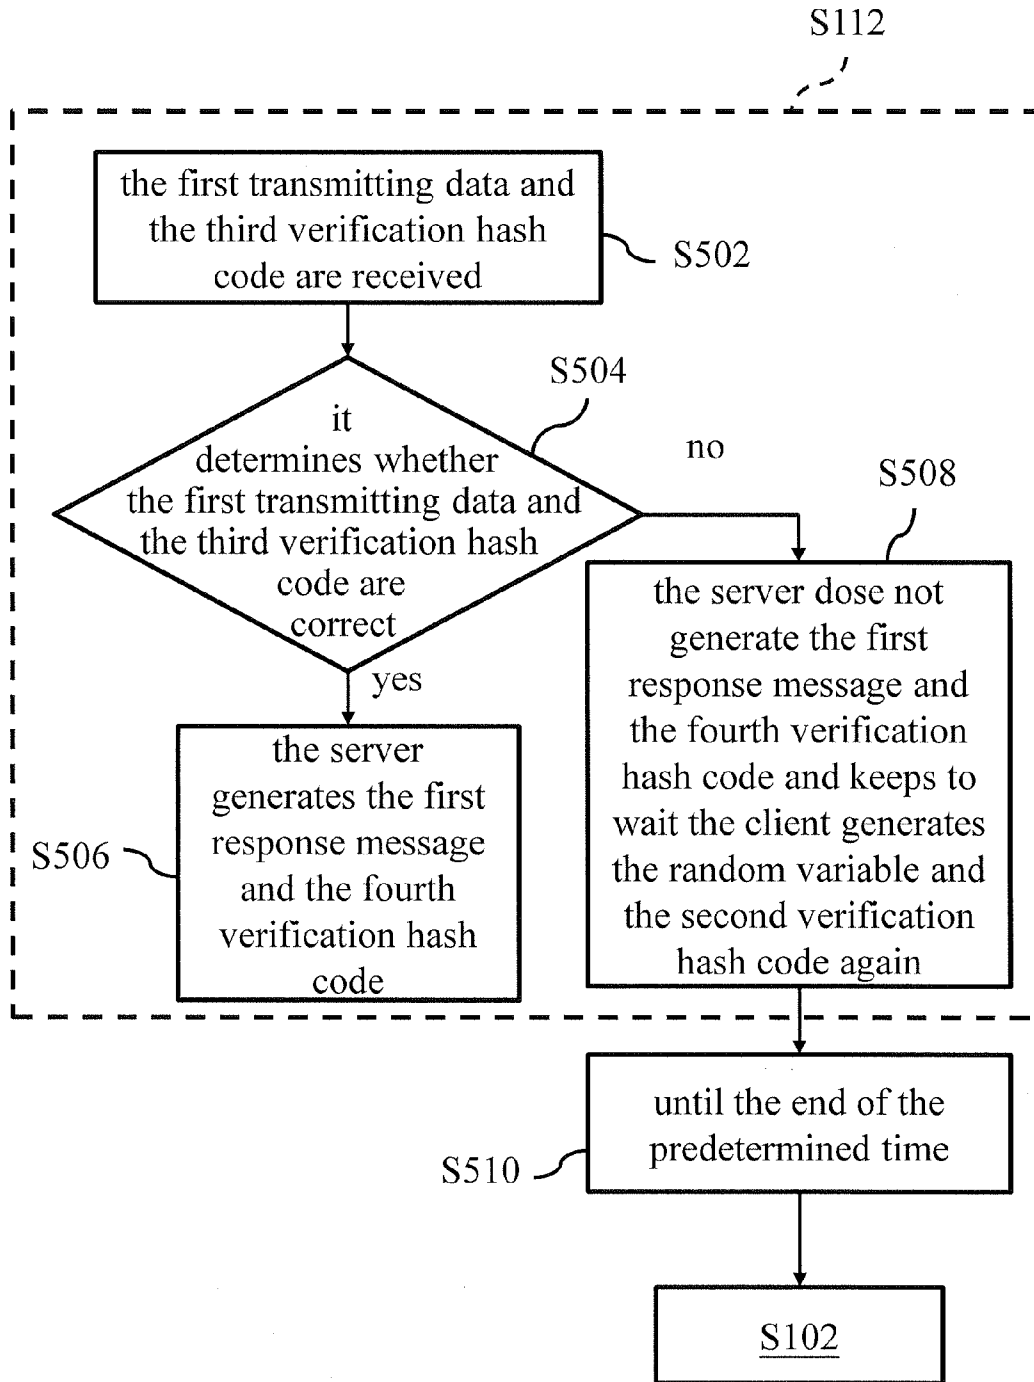 S112
the first transmitting data and
the third verification hash
code are received
S502
S504
it
determines whether
the first transmitting data and
the third verification hash
code are
correct
no
yes
S508
the server dose not
generate the first
response message and
the fourth verification
hash code and keeps to
wait the client generates
the random variable and
the second verification
hash code again
the server
generates the first
response message
and the fourth
verification hash
code
S506
until the end of the
predetermined time
S510
S102